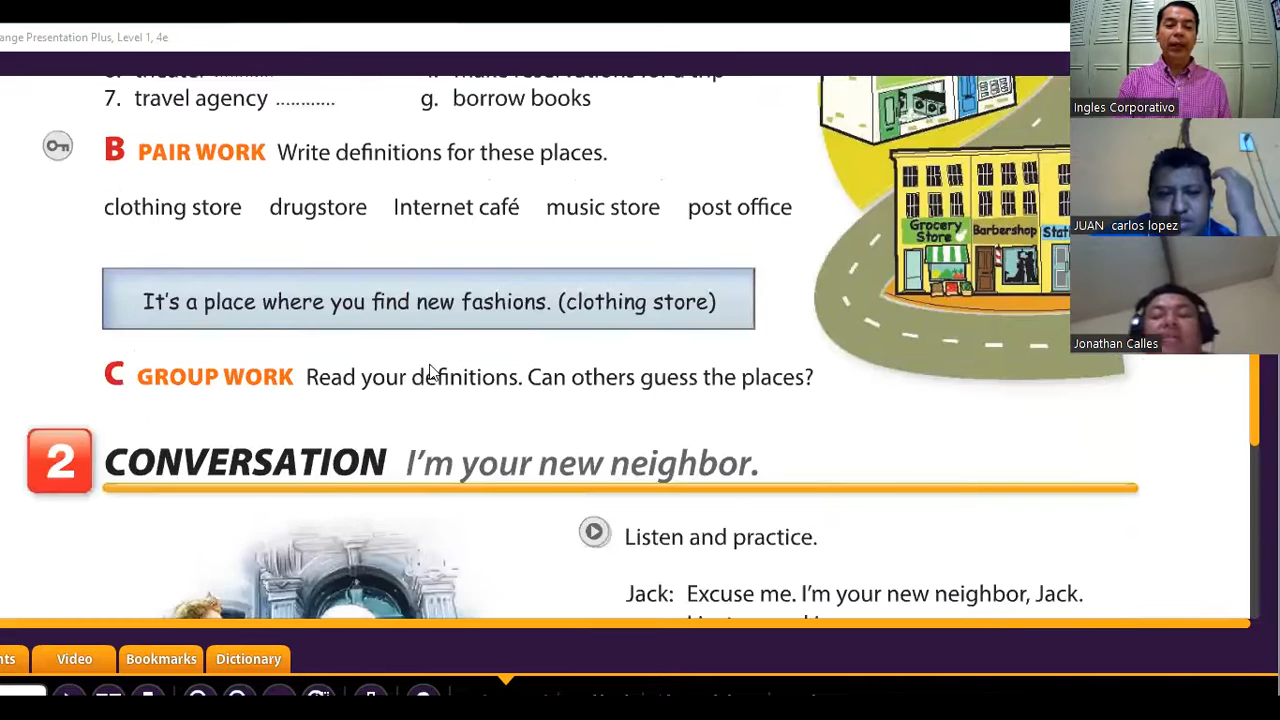 ange Presentation Plus, Level 1, 4e
7. travel agency ............
g. borrow books
B PAIR WORK Write definitions for these places.
clothing store drugstore Internet café music store post office
It's a place where you find new fashions. (clothing store)
C GROUP WORK Read your definitions. Can others guess the places?
2 CONVERSATION I'm your new neighbor.
Listen and practice.
Jack: Excuse me. I'm your new neighbor, Jack.
Grocery Store
Barbershop
Stati
Ingles Corporativo
JUAN carlos lopez
Jonathan Calles
nts
Video
Bookmarks
Dictionary